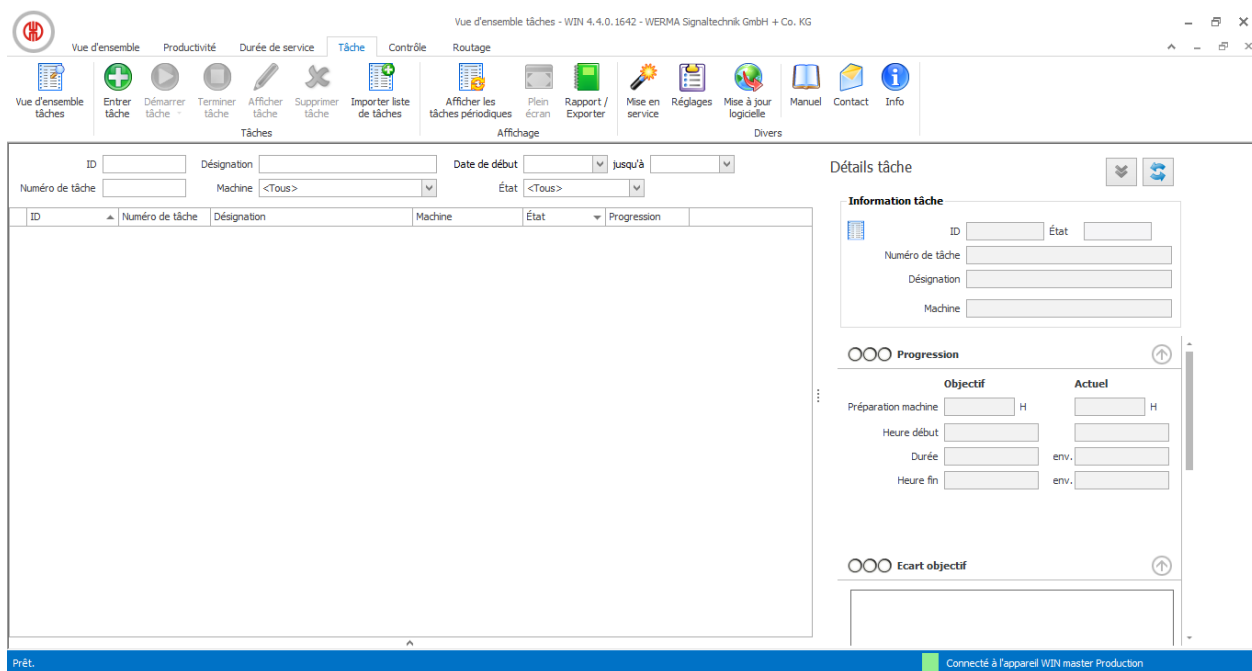 Vue d'ensemble tâches - WIN 4.4.0.1642 - WERMA Signaltechnik GmbH + Co. KG
Vue d'ensemble Productivité Durée de service Tâche Contrôle Routage
Vue d'ensemble tâches
Entrer tâche
Démarrer tâche
Terminer tâche
Afficher tâche
Supprimer tâche
Importer liste de tâches
Afficher les tâches périodiques
Plein écran
Rapport / Exporter
Mise en service
Réglages
Mise à jour logicielle
Manuel
Contact
Info
Tâches Affichage Divers
ID Désignation Date de début jusqu'à
Numéro de tâche Machine <Tous> État <Tous>
ID Numéro de tâche Désignation Machine État Progression
Détails tâche
Information tâche
ID État
Numéro de tâche
Désignation
Machine
Progression
Objectif Actuel
Préparation machine H H
Heure début
Durée env.
Heure fin env.
Ecart objectif
Prêt. Connecté à l'appareil WIN master Production